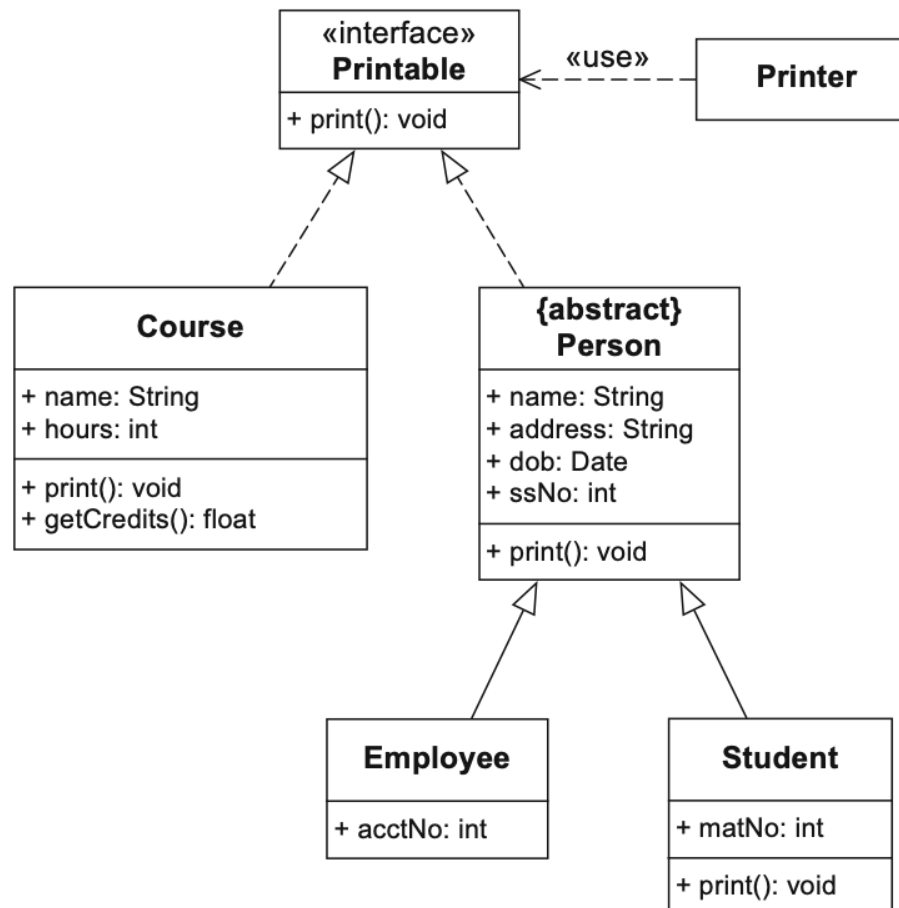 «interface»
Printable
+ print(): void
«use»
Printer
Course
+ name: String
+ hours: int
+ print(): void
+ getCredits(): float
{abstract}
Person
+ name: String
+ address: String
+ dob: Date
+ ssNo: int
+ print(): void
Employee
+ acctNo: int
Student
+ matNo: int
+ print(): void